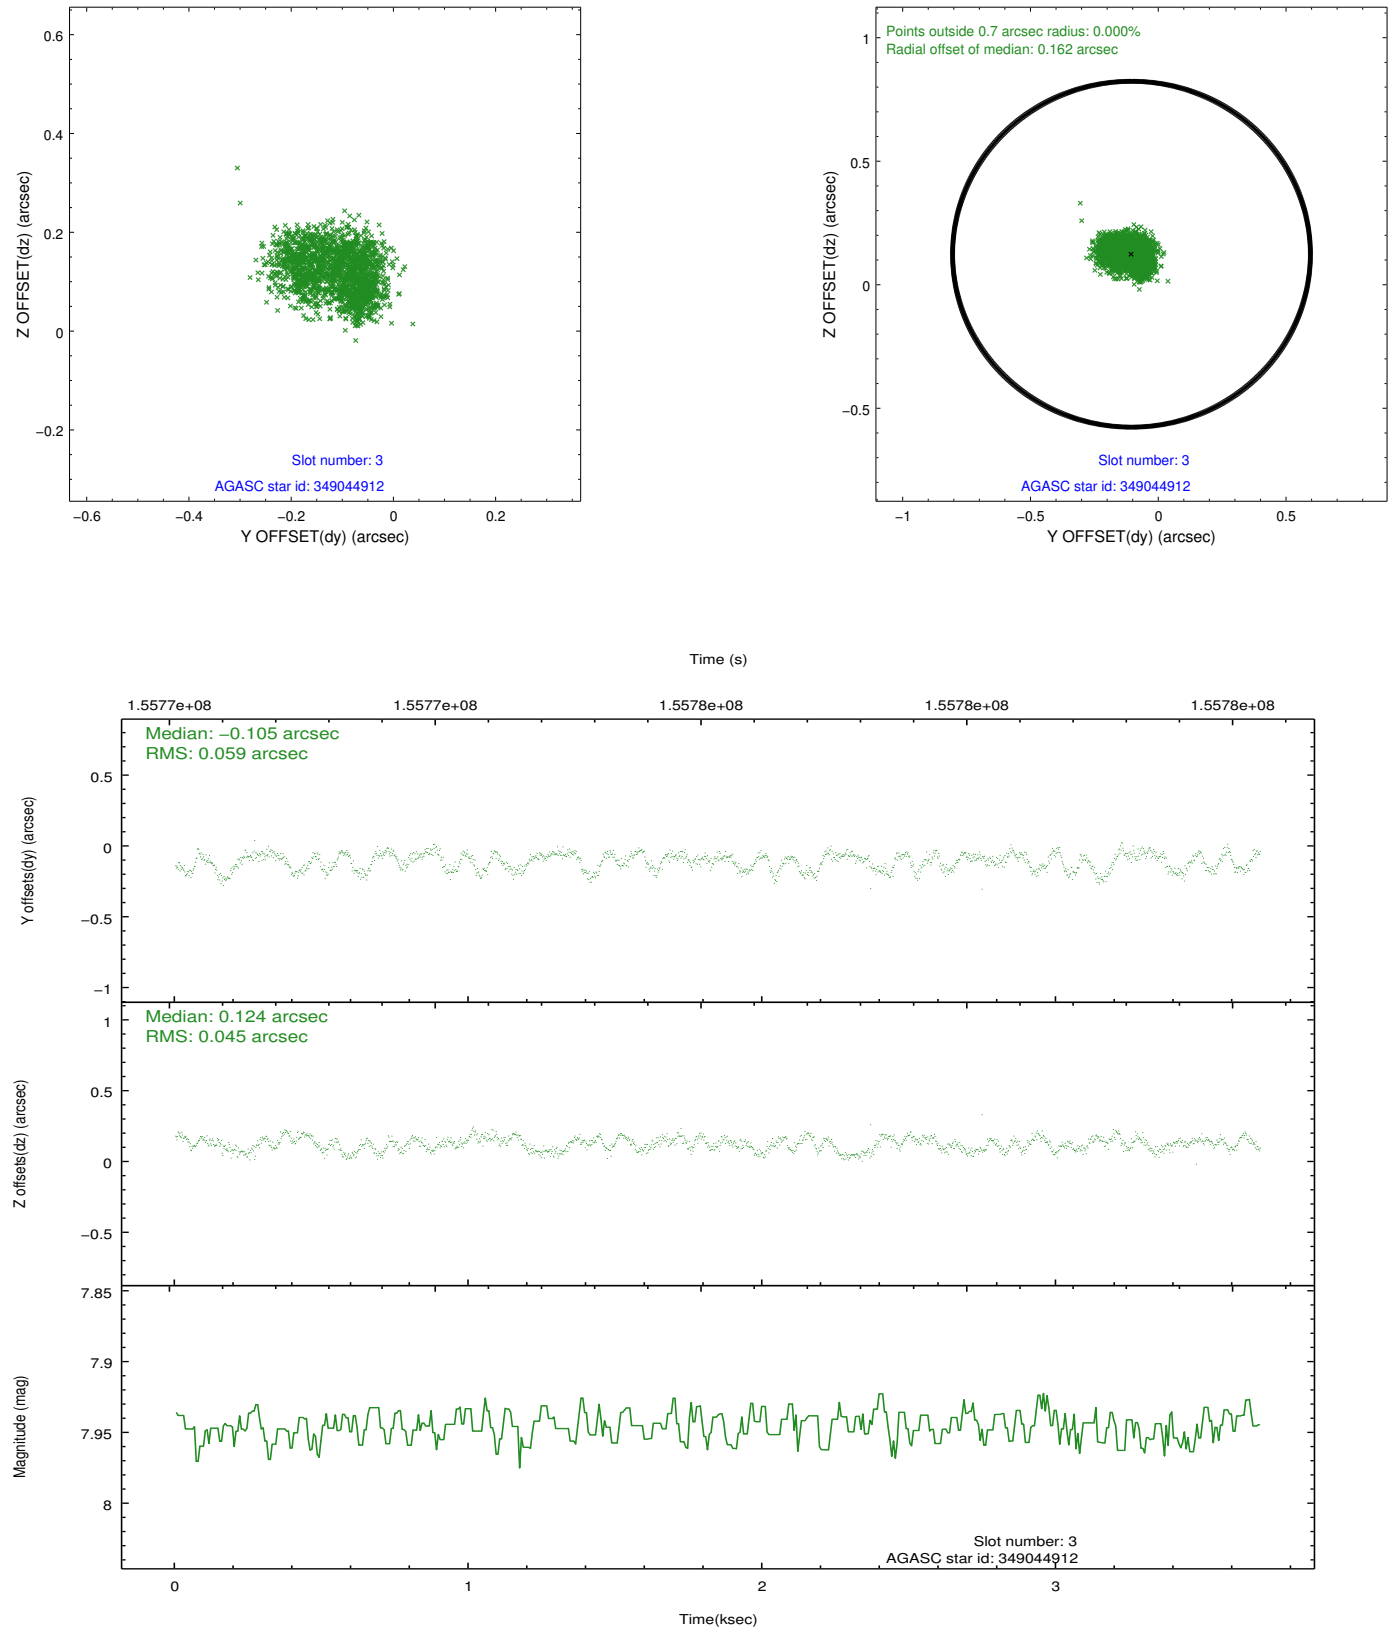 0.6
0.4
0.2
0
−0.2
Z OFFSET(dz) (arcsec)
Slot number: 3
AGASC star id: 349044912
−0.6
−0.4
−0.2
0
0.2
Y OFFSET(dy) (arcsec)
Points outside 0.7 arcsec radius: 0.000%
Radial offset of median: 0.162 arcsec
1
0.5
0
−0.5
Z OFFSET(dz) (arcsec)
Slot number: 3
AGASC star id: 349044912
−1
−0.5
0
0.5
Y OFFSET(dy) (arcsec)
Time (s)
1.5577e+08
1.5577e+08
1.5578e+08
1.5578e+08
1.5578e+08
Median: −0.105 arcsec
RMS: 0.059 arcsec
0.5
0
−0.5
−1
Y offsets(dy) (arcsec)
Median: 0.124 arcsec
RMS: 0.045 arcsec
1
0.5
0
−0.5
Z offsets(dz) (arcsec)
7.85
7.9
7.95
8
Magnitude (mag)
Slot number: 3
AGASC star id: 349044912
0
1
2
3
Time(ksec)